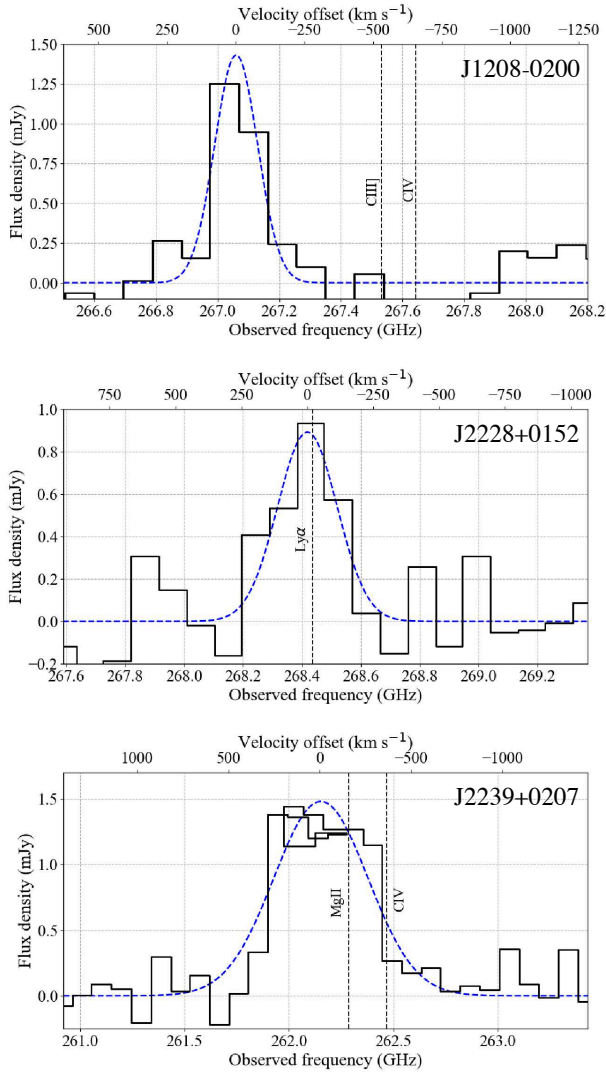 Velocity offset (km s⁻¹)
500 250 0 −250 −500 −750 −1000 −1250
J1208-0200
1.50
1.25
1.00
0.75
0.50
0.25
0.00
Flux density (mJy)
CIII]
CIV
266.6 266.8 267.0 267.2 267.4 267.6 267.8 268.0 268.2
Observed frequency (GHz)
Velocity offset (km s⁻¹)
750 500 250 0 −250 −500 −750 −1000
J2228+0152
1.0
0.8
0.6
0.4
0.2
0.0
−0.2
Flux density (mJy)
Lyα
267.6 267.8 268.0 268.2 268.4 268.6 268.8 269.0 269.2
Observed frequency (GHz)
Velocity offset (km s⁻¹)
1000 500 0 −500 −1000
J2239+0207
1.5
1.0
0.5
0.0
Flux density (mJy)
MgII
CIV
261.0 261.5 262.0 262.5 263.0
Observed frequency (GHz)